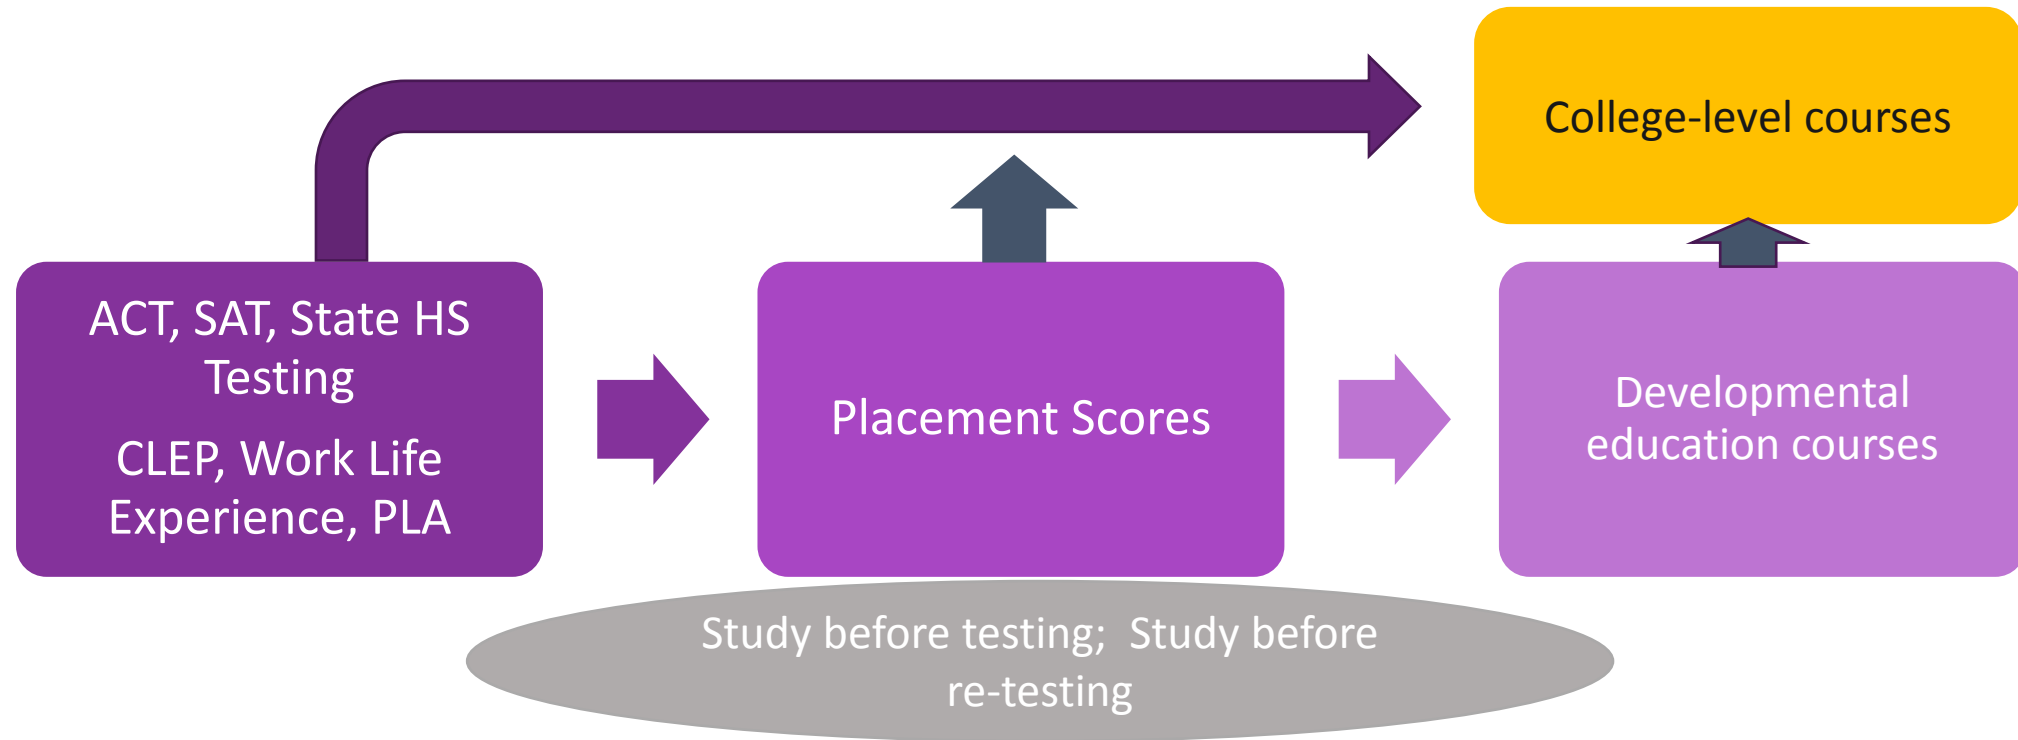 College-level courses
ACT, SAT, State HS
Testing
CLEP, Work Life
Experience, PLA
Placement Scores
Developmental
education courses
Study before testing;  Study before
re-testing